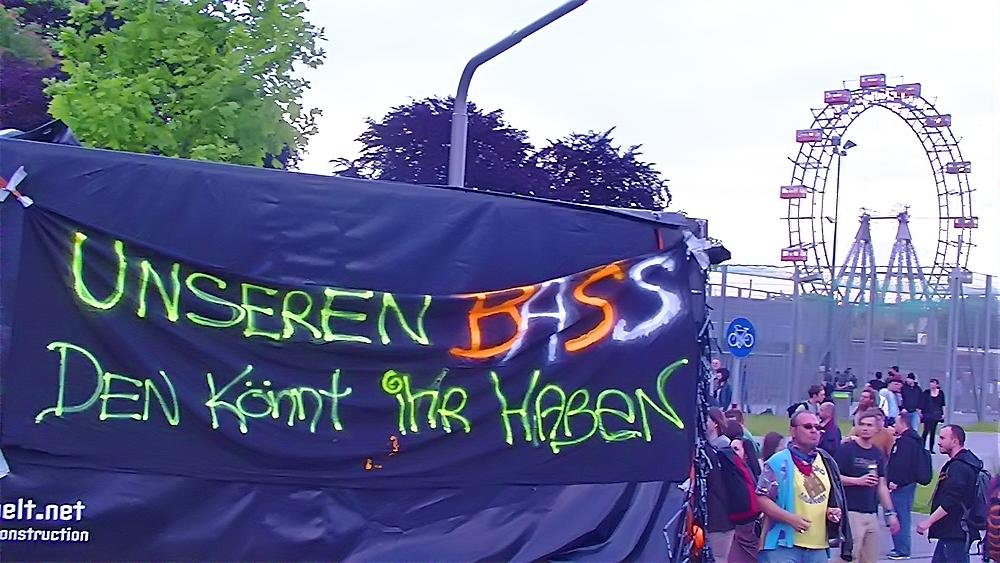 UNSEREN BASS
DEN Könnt ihR HABEN
elt.net
onstruction